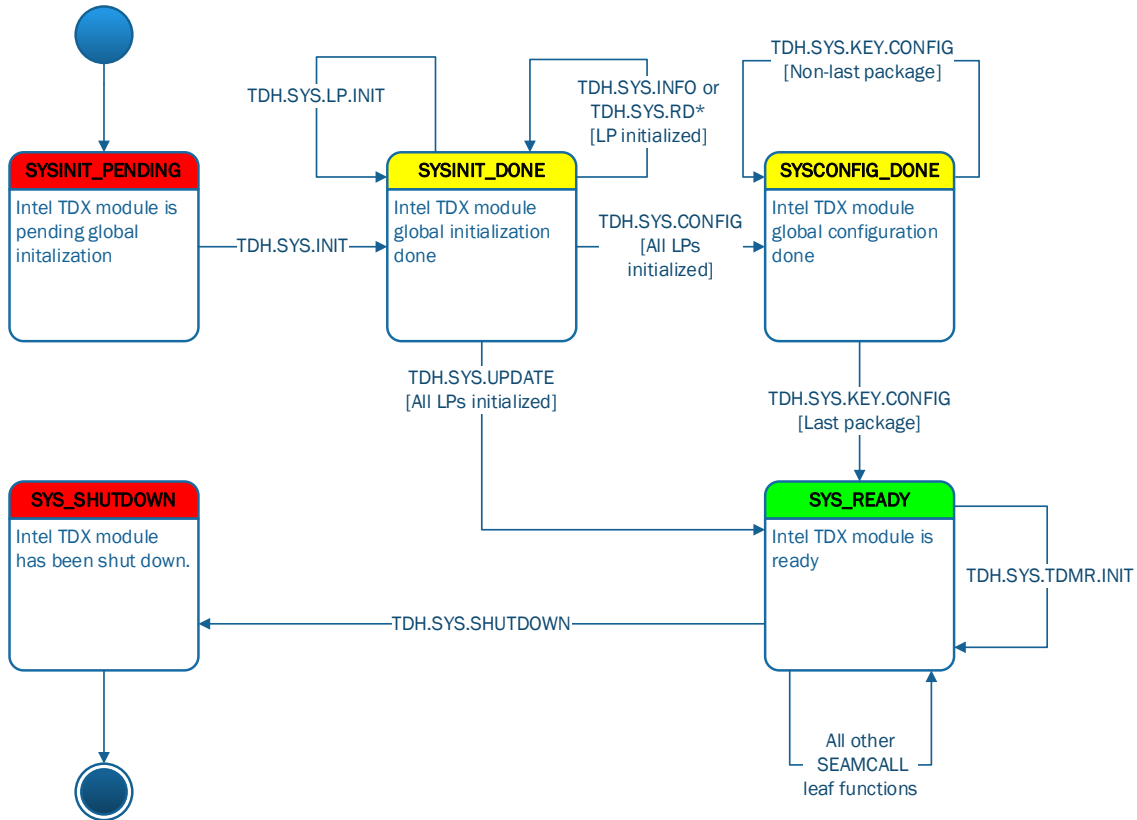 TDH.SYS.LP.INIT
TDH.SYS.INFO or
TDH.SYS.RD*
[LP initialized]
TDH.SYS.KEY.CONFIG
[Non-last package]
SYSINIT_PENDING
Intel TDX module is
pending global
initalization
TDH.SYS.INIT
SYSINIT_DONE
Intel TDX module
global initialization
done
TDH.SYS.CONFIG
[All LPs
initialized]
SYSCONFIG_DONE
Intel TDX module
global configuration
done
TDH.SYS.UPDATE
[All LPs initialized]
TDH.SYS.KEY.CONFIG
[Last package]
SYS_SHUTDOWN
Intel TDX module
has been shut down.
TDH.SYS.SHUTDOWN
SYS_READY
Intel TDX module is
ready
TDH.SYS.TDMR.INIT
All other
SEAMCALL
leaf functions